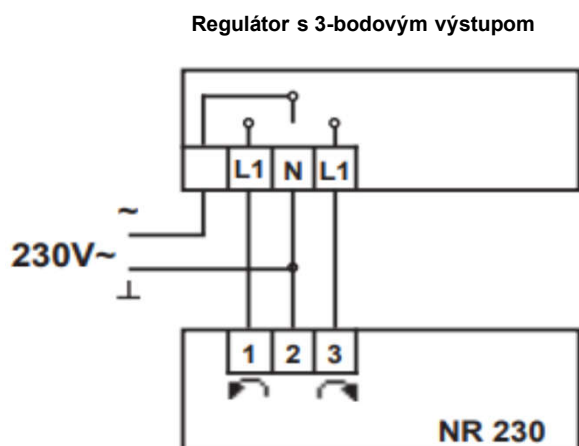 Regulátor s 3-bodovým výstupom
L1 N L1
~
230V~
⊥
1 2 3
NR 230